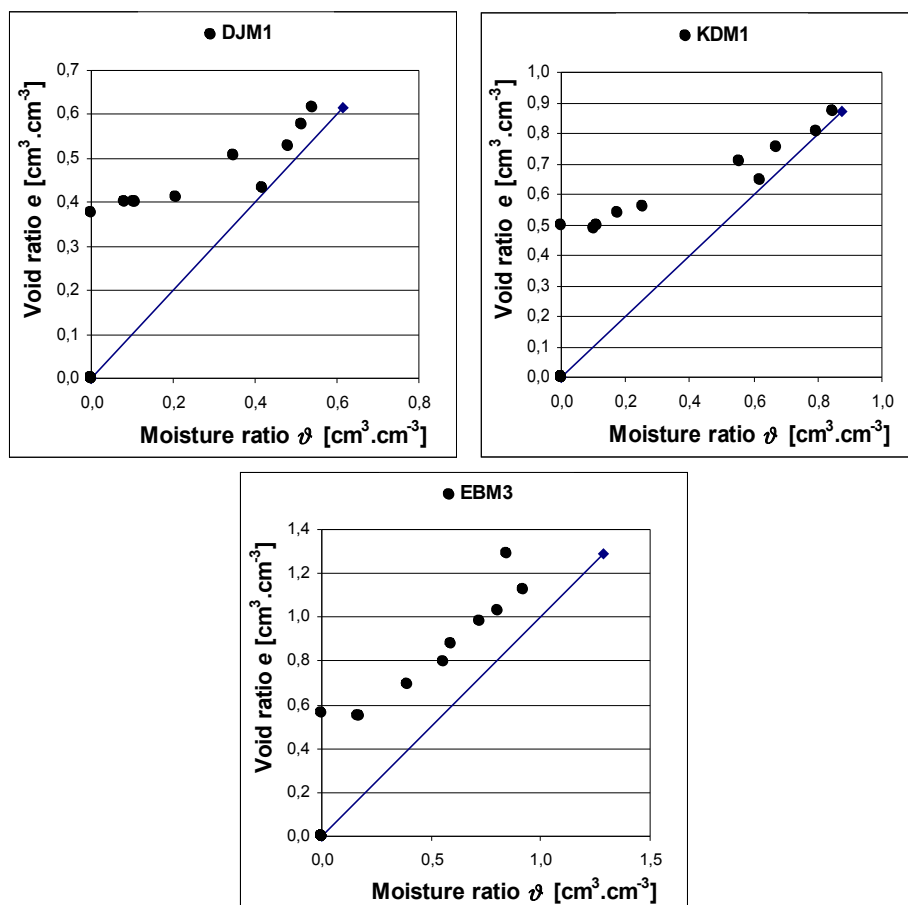 DJM1
Void ratio e [cm³.cm⁻³]
0,7
0,6
0,5
0,4
0,3
0,2
0,1
0,0
0,0 0,2 0,4 0,6 0,8
Moisture ratio ϑ [cm³.cm⁻³]
KDM1
Void ratio e [cm³.cm⁻³]
1,0
0,9
0,8
0,7
0,6
0,5
0,4
0,3
0,2
0,1
0,0
0,0 0,2 0,4 0,6 0,8 1,0
Moisture ratio ϑ [cm³.cm⁻³]
EBM3
Void ratio e [cm³.cm⁻³]
1,4
1,2
1,0
0,8
0,6
0,4
0,2
0,0
0,0 0,5 1,0 1,5
Moisture ratio ϑ [cm³.cm⁻³]